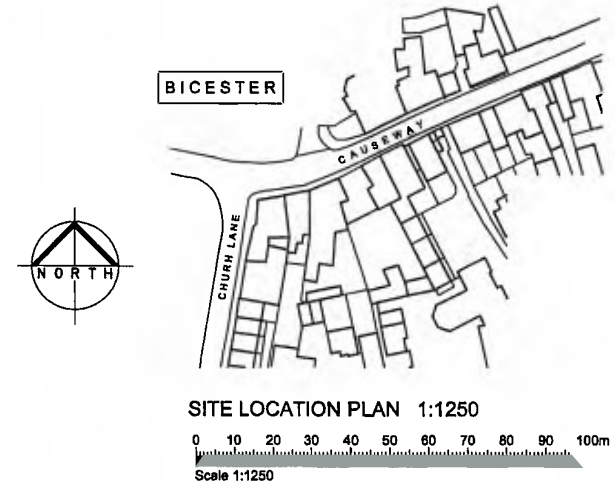 BICESTER
CAUSEWAY
CHURH LANE
NORTH
SITE LOCATION PLAN 1:1250
0 10 20 30 40 50 60 70 80 90 100m
Scale 1:1250